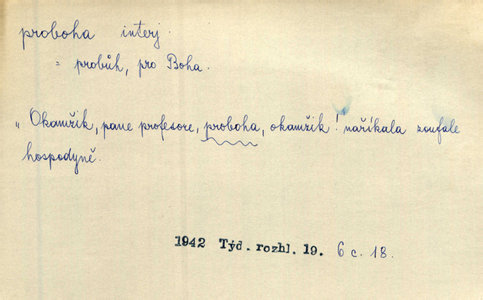 proboha interj.
= probůh, pro Boha.
„Okamžik, pane profesore, proboha, okamžik!" naříkala zoufale
hospodyně.
1942 Týd. rozhl. 19. 6 c. 18.